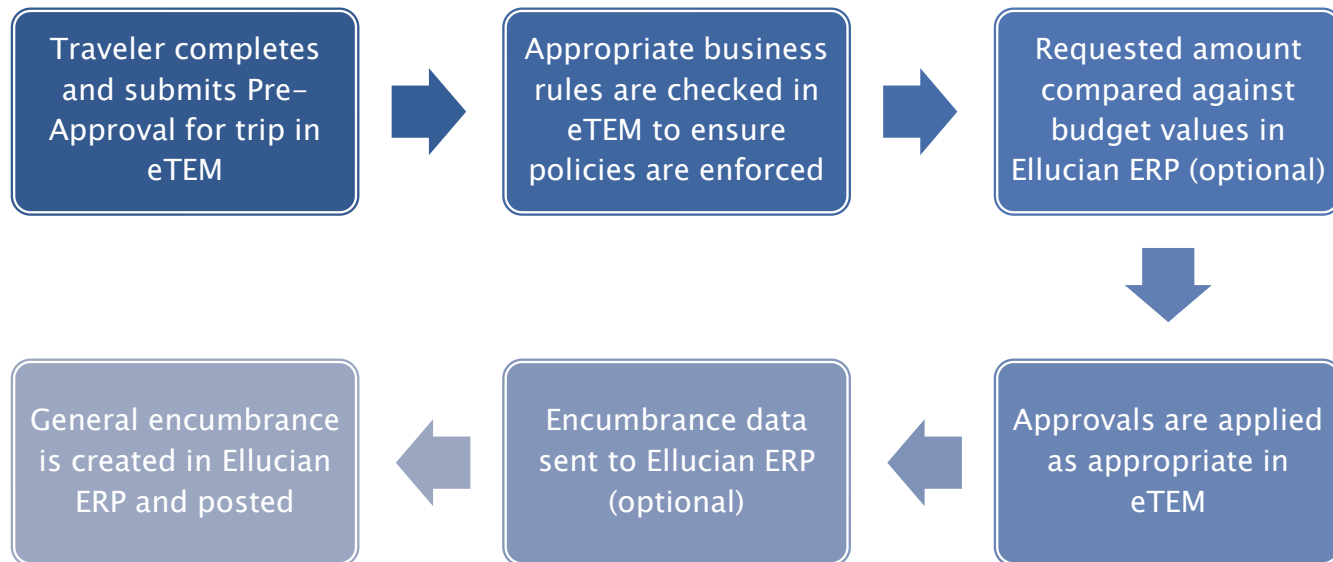 Traveler completes
and submits Pre-
Approval for trip in
eTEM
Appropriate business
rules are checked in
eTEM to ensure
policies are enforced
Requested amount
compared against
budget values in
Ellucian ERP (optional)
Approvals are applied
as appropriate in
eTEM
Encumbrance data
sent to Ellucian ERP
(optional)
General encumbrance
is created in Ellucian
ERP and posted